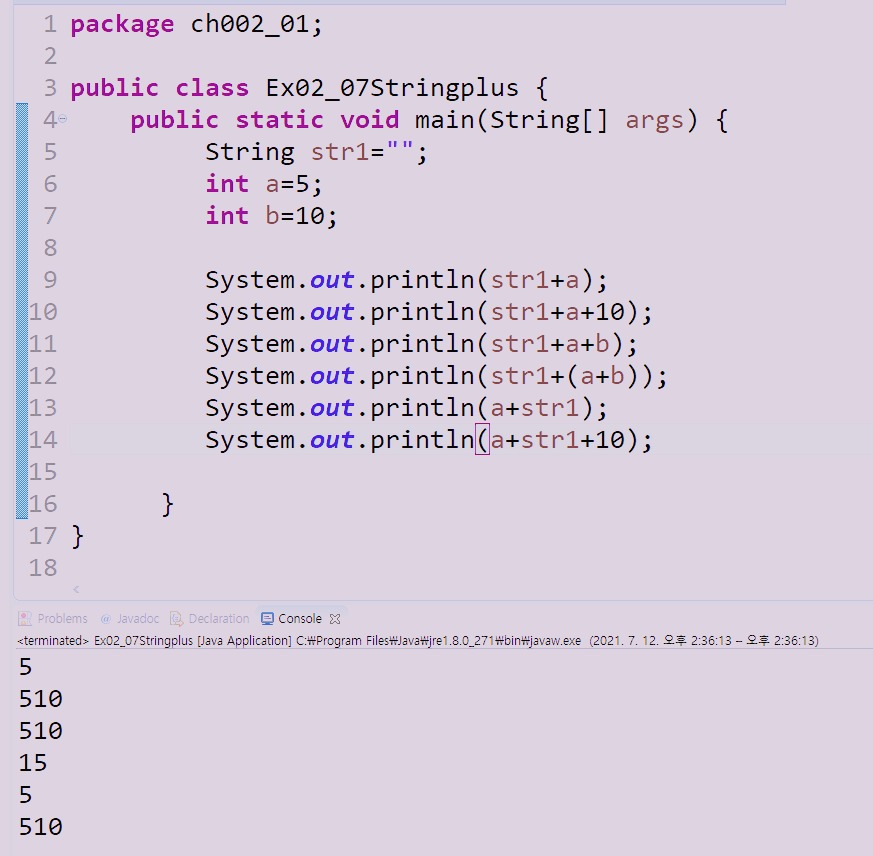 1 package ch002_01;
2
3 public class Ex02_07Stringplus {
4 public static void main(String[] args) {
5 String str1="";
6 int a=5;
7 int b=10;
8
9 System.out.println(str1+a);
10 System.out.println(str1+a+10);
11 System.out.println(str1+a+b);
12 System.out.println(str1+(a+b));
13 System.out.println(a+str1);
14 System.out.println(a+str1+10);
15
16 }
17 }
18
Problems @ Javadoc Declaration Console
<terminated> Ex02_07Stringplus [Java Application] C:₩Program Files₩Java₩jre1.8.0_271₩bin₩javaw.exe (2021. 7. 12. 오후 2:36:13 – 오후 2:36:13)
5
510
510
15
5
510